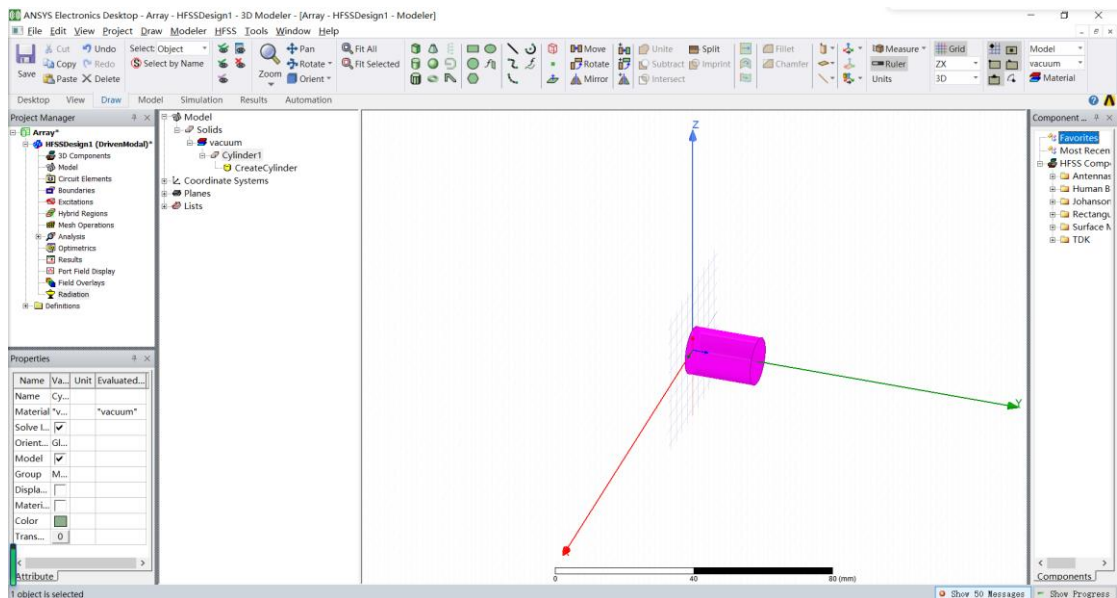 ANSYS Electronics Desktop - Array - HFSSDesign1 - 3D Modeler - [Array - HFSSDesign1 - Modeler]
File Edit View Project Draw Modeler HFSS Tools Window Help
Save
Cut
Copy
Paste
Undo
Redo
Delete
Select: Object
Select by Name
Zoom
Pan
Rotate
Orient
Fit All
Fit Selected
Move
Rotate
Mirror
Unite
Subtract
Intersect
Split
Imprint
Fillet
Chamfer
Measure
Ruler
Units
Grid
ZX
3D
Model
vacuum
Material
Desktop View Draw Model Simulation Results Automation
Project Manager
Array*
HFSSDesign1 (DrivenModal)*
3D Components
Model
Circuit Elements
Boundaries
Excitations
Hybrid Regions
Mesh Operations
Analysis
Optimetrics
Results
Port Field Display
Field Overlays
Radiation
Definitions
Model
Solids
vacuum
Cylinder1
CreateCylinder
Coordinate Systems
Planes
Lists
Z
Y
0 40 80 (mm)
Component ...
Favorites
Most Recen
HFSS Comp
Antennas
Human B
Johanson
Rectangu
Surface M
TDK
Components
Properties
Name Va... Unit Evaluated...
Name Cy...
Material "v... "vacuum"
Solve I...
Orient... Gl...
Model
Group M...
Displa...
Materi...
Color
Trans... 0
Attribute
1 object is selected
Show 50 Messages
Show Progress